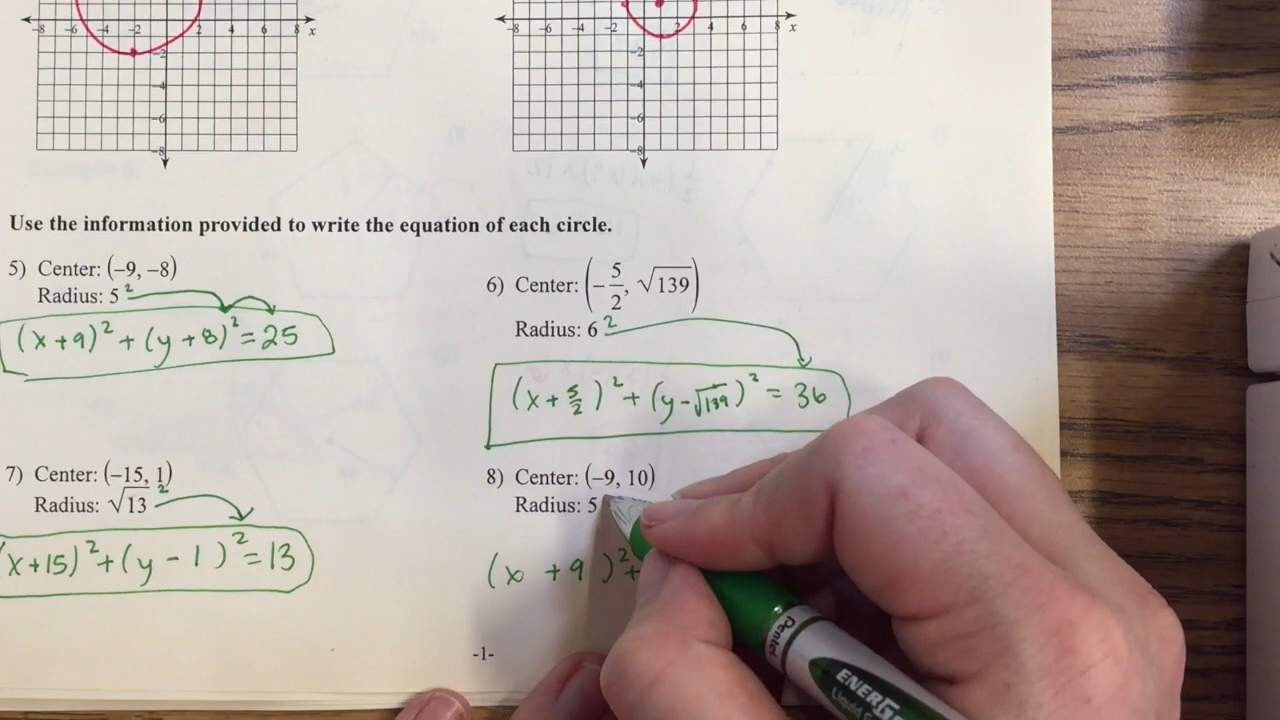 -8 -6 -4 -2 2 4 6 8 x
-2
-4
-6
-8
-8 -6 -4 -2 2 4 6 8 x
-2
-4
-6
-8
Use the information provided to write the equation of each circle.
5) Center: (−9, −8)
Radius: 5 ²
(x+9)² + (y+8)² = 25
6) Center: (−5/2, √139)
Radius: 6 ²
(x + 5/2)² + (y − √139)² = 36
7) Center: (−15, 1)
Radius: √13 ²
(x+15)² + (y − 1)² = 13
8) Center: (−9, 10)
Radius: 5
(x + 9)² +
-1-
Pentel
ENERG
Liquid G